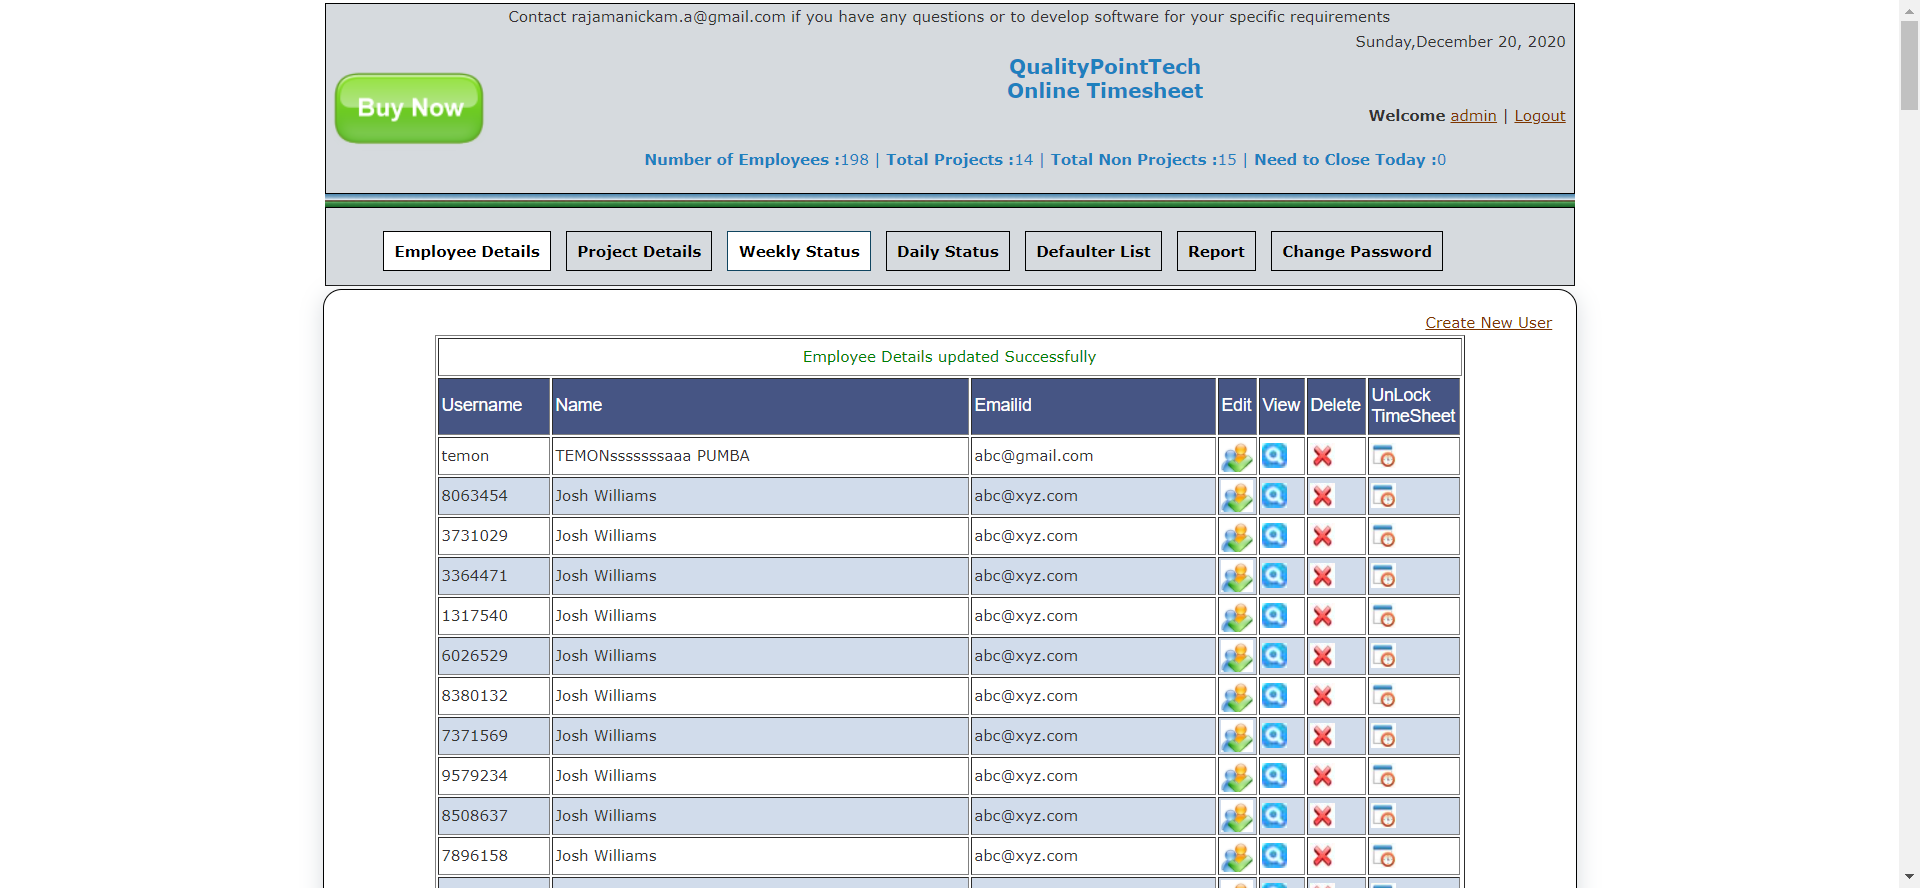 Contact rajamanickam.a@gmail.com if you have any questions or to develop software for your specific requirements
Sunday,December 20, 2020
QualityPointTech
Online Timesheet
Buy Now
Welcome admin | Logout
Number of Employees :198 | Total Projects :14 | Total Non Projects :15 | Need to Close Today :0
Employee Details Project Details Weekly Status Daily Status Defaulter List Report Change Password
Create New User
Employee Details updated Successfully
Username Name Emailid Edit View Delete UnLock TimeSheet
temon TEMONsssssssaaa PUMBA abc@gmail.com
8063454 Josh Williams abc@xyz.com
3731029 Josh Williams abc@xyz.com
3364471 Josh Williams abc@xyz.com
1317540 Josh Williams abc@xyz.com
6026529 Josh Williams abc@xyz.com
8380132 Josh Williams abc@xyz.com
7371569 Josh Williams abc@xyz.com
9579234 Josh Williams abc@xyz.com
8508637 Josh Williams abc@xyz.com
7896158 Josh Williams abc@xyz.com